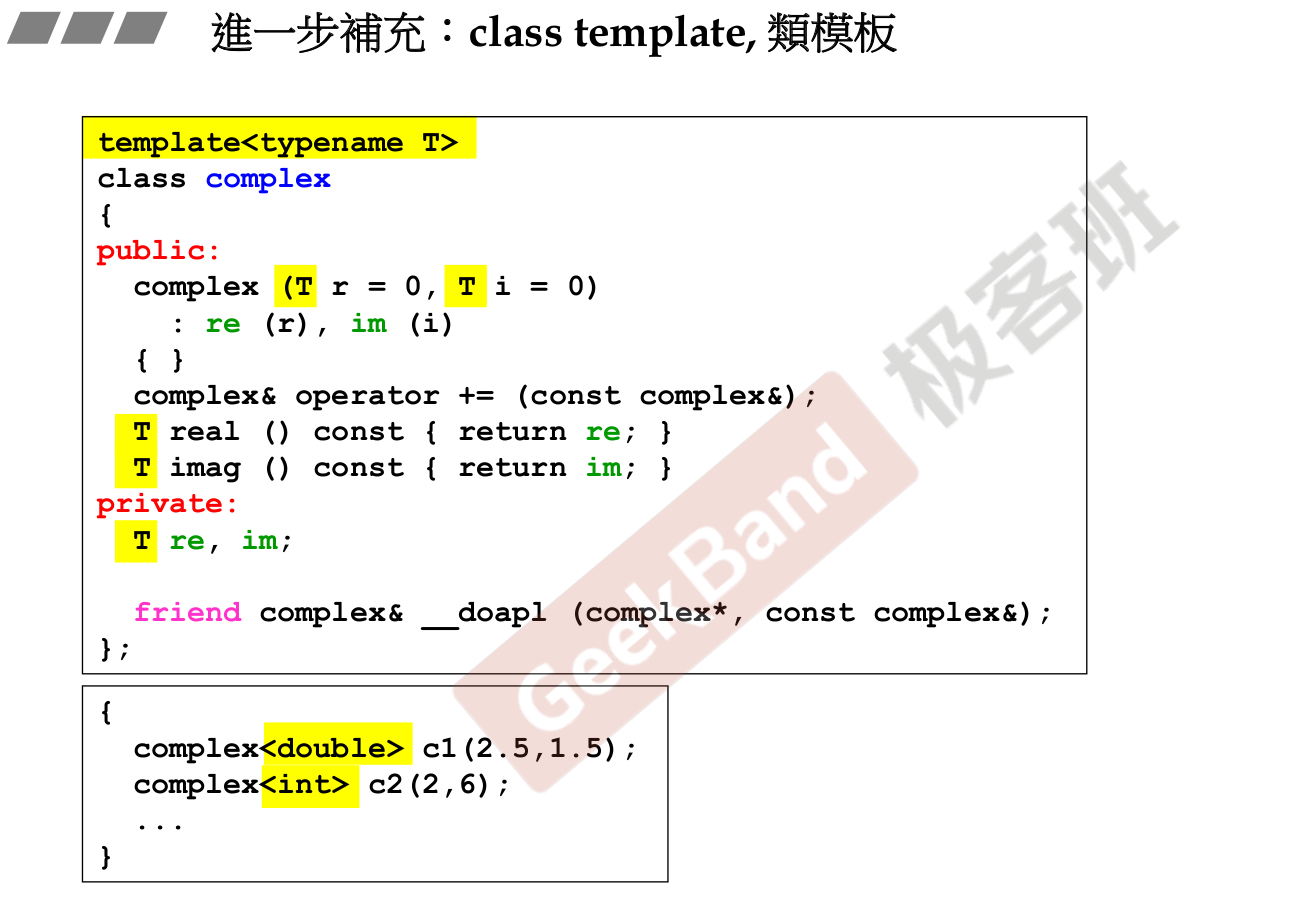 進一步補充：class template, 類模板
template<typename T>
class complex
{
public:
  complex (T r = 0, T i = 0)
    : re (r), im (i)
  { }
  complex& operator += (const complex&);
  T real () const { return re; }
  T imag () const { return im; }
private:
  T re, im;
  friend complex& __doapl (complex*, const complex&);
};
{
  complex<double> c1(2.5,1.5);
  complex<int> c2(2,6);
  ...
}
GeekBand 极客班